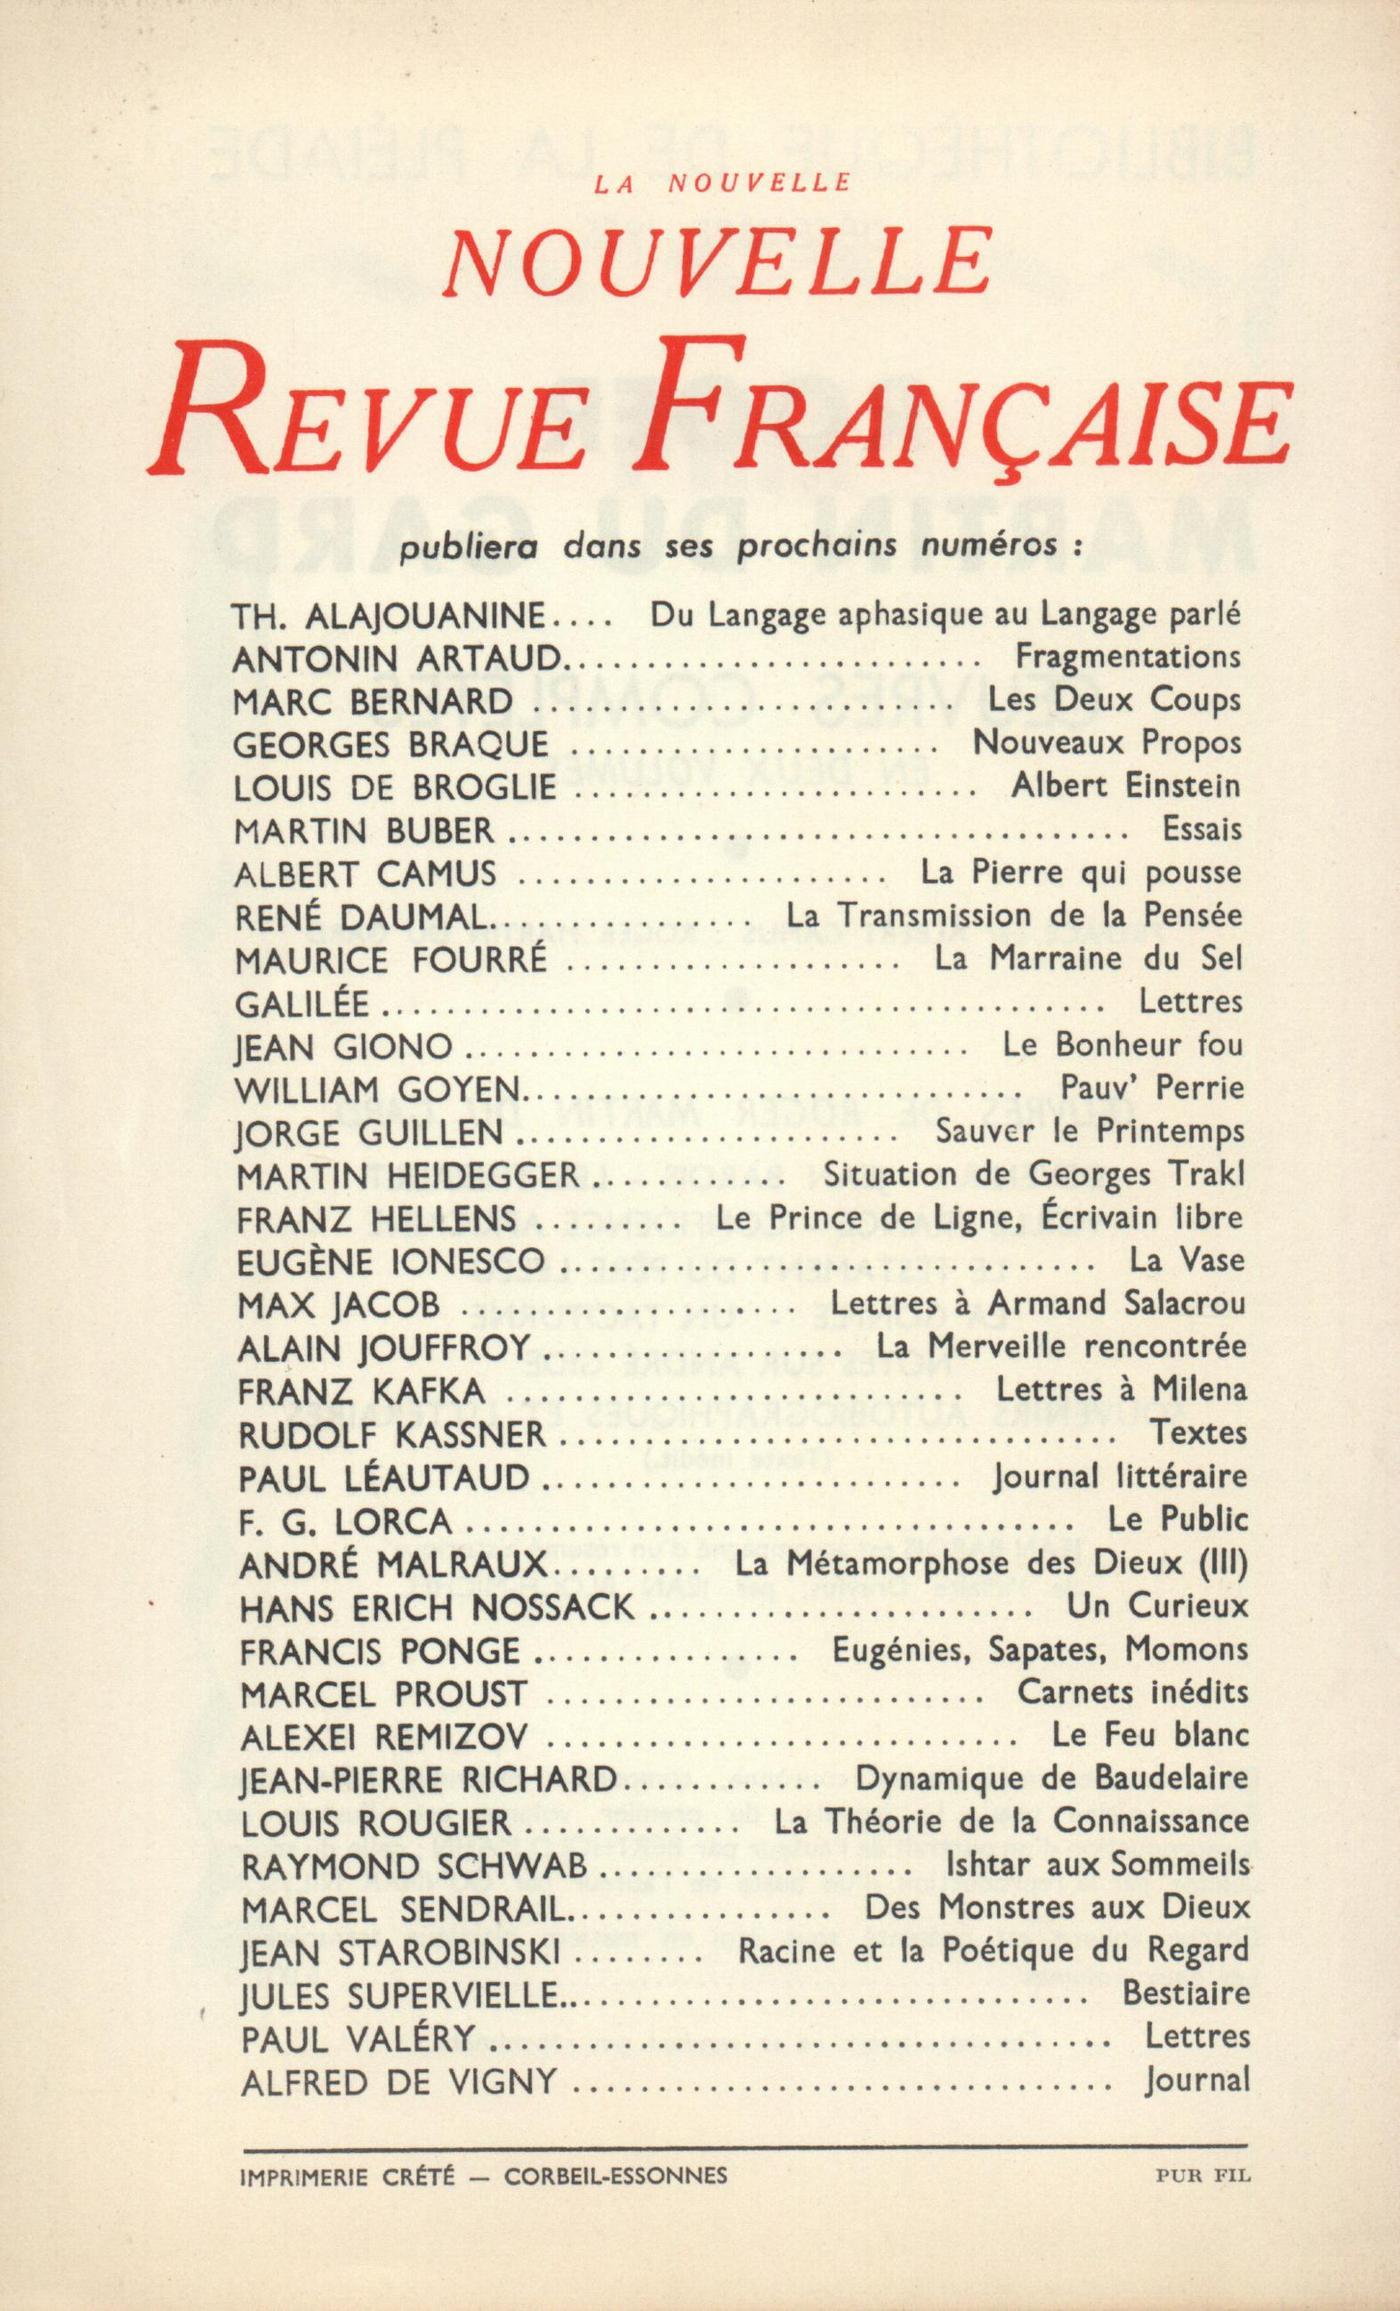 LA NOUVELLE
NOUVELLE
REVUE FRANÇAISE
publiera dans ses prochains numéros :
TH. ALAJOUANINE.... Du Langage aphasique au Langage parlé
ANTONIN ARTAUD......................... Fragmentations
MARC BERNARD ......................... Les Deux Coups
GEORGES BRAQUE ...................... Nouveaux Propos
LOUIS DE BROGLIE ........................ Albert Einstein
MARTIN BUBER ..................................... Essais
ALBERT CAMUS ...................... La Pierre qui pousse
RENÉ DAUMAL................ La Transmission de la Pensée
MAURICE FOURRÉ .................... La Marraine du Sel
GALILÉE ........................................... Lettres
JEAN GIONO .............................. Le Bonheur fou
WILLIAM GOYEN.............................. Pauv' Perrie
JORGE GUILLEN ....................... Sauver le Printemps
MARTIN HEIDEGGER ............ Situation de Georges Trakl
FRANZ HELLENS ......... Le Prince de Ligne, Écrivain libre
EUGÈNE IONESCO ................................ La Vase
MAX JACOB .................... Lettres à Armand Salacrou
ALAIN JOUFFROY .................. La Merveille rencontrée
FRANZ KAFKA ........................... Lettres à Milena
RUDOLF KASSNER ................................. Textes
PAUL LÉAUTAUD ......................... Journal littéraire
F. G. LORCA .................................... Le Public
ANDRÉ MALRAUX......... La Métamorphose des Dieux (III)
HANS ERICH NOSSACK ....................... Un Curieux
FRANCIS PONGE ................ Eugénies, Sapates, Momons
MARCEL PROUST .......................... Carnets inédits
ALEXEI REMIZOV ............................ Le Feu blanc
JEAN-PIERRE RICHARD............ Dynamique de Baudelaire
LOUIS ROUGIER ............. La Théorie de la Connaissance
RAYMOND SCHWAB ................... Ishtar aux Sommeils
MARCEL SENDRAIL................ Des Monstres aux Dieux
JEAN STAROBINSKI ........ Racine et la Poétique du Regard
JULES SUPERVIELLE................................ Bestiaire
PAUL VALÉRY ..................................... Lettres
ALFRED DE VIGNY ................................ Journal
IMPRIMERIE CRÉTÉ — CORBEIL-ESSONNES PUR FIL